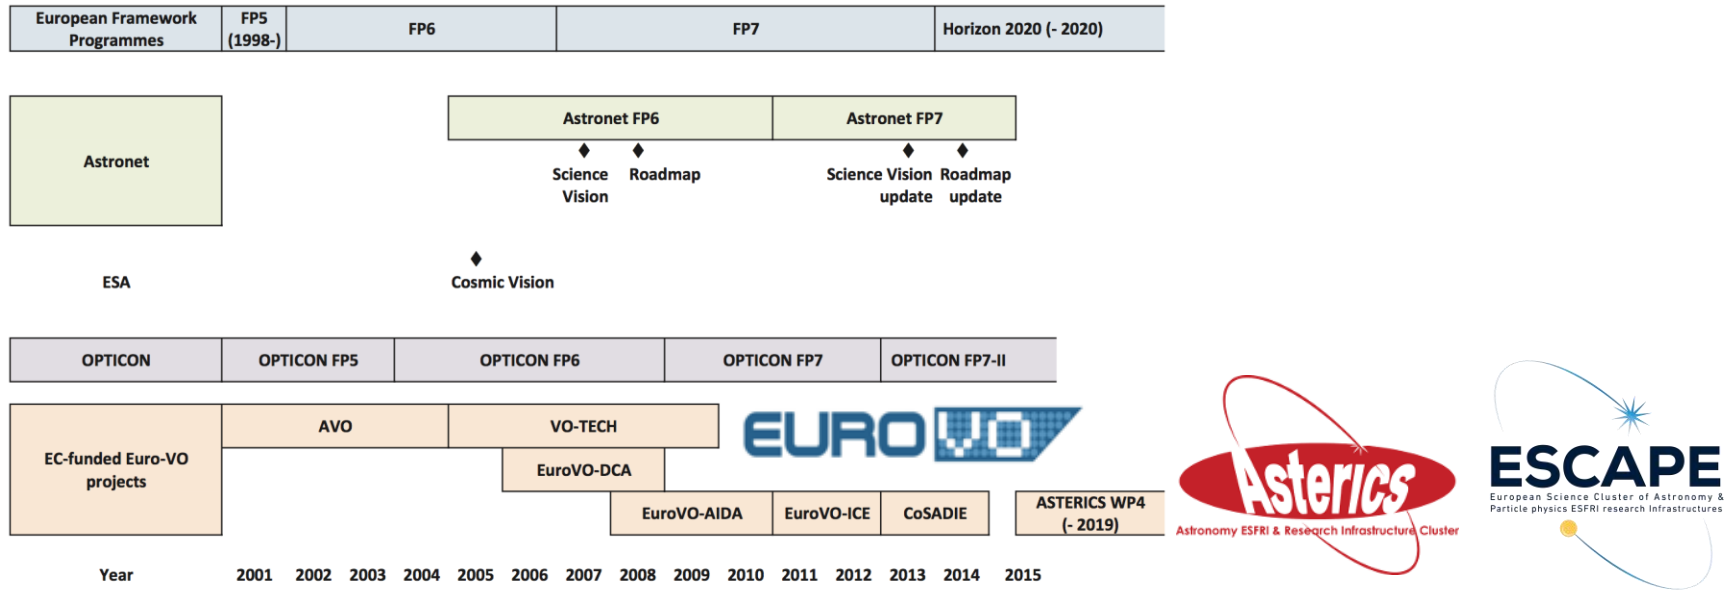 European Framework
Programmes
FP5
(1998-)
FP6
FP7
Horizon 2020 (- 2020)
Astronet
Astronet FP6
Astronet FP7
Science
Vision
Roadmap
Science Vision
update
Roadmap
update
ESA
Cosmic Vision
OPTICON
OPTICON FP5
OPTICON FP6
OPTICON FP7
OPTICON FP7-II
EC-funded Euro-VO
projects
AVO
VO-TECH
EuroVO-DCA
EuroVO-AIDA
EuroVO-ICE
CoSADIE
ASTERICS WP4
(- 2019)
EURO VO
Asterics
Astronomy ESFRI & Research Infrastructure Cluster
ESCAPE
European Science Cluster of Astronomy &
Particle physics ESFRI research Infrastructures
Year 2001 2002 2003 2004 2005 2006 2007 2008 2009 2010 2011 2012 2013 2014 2015